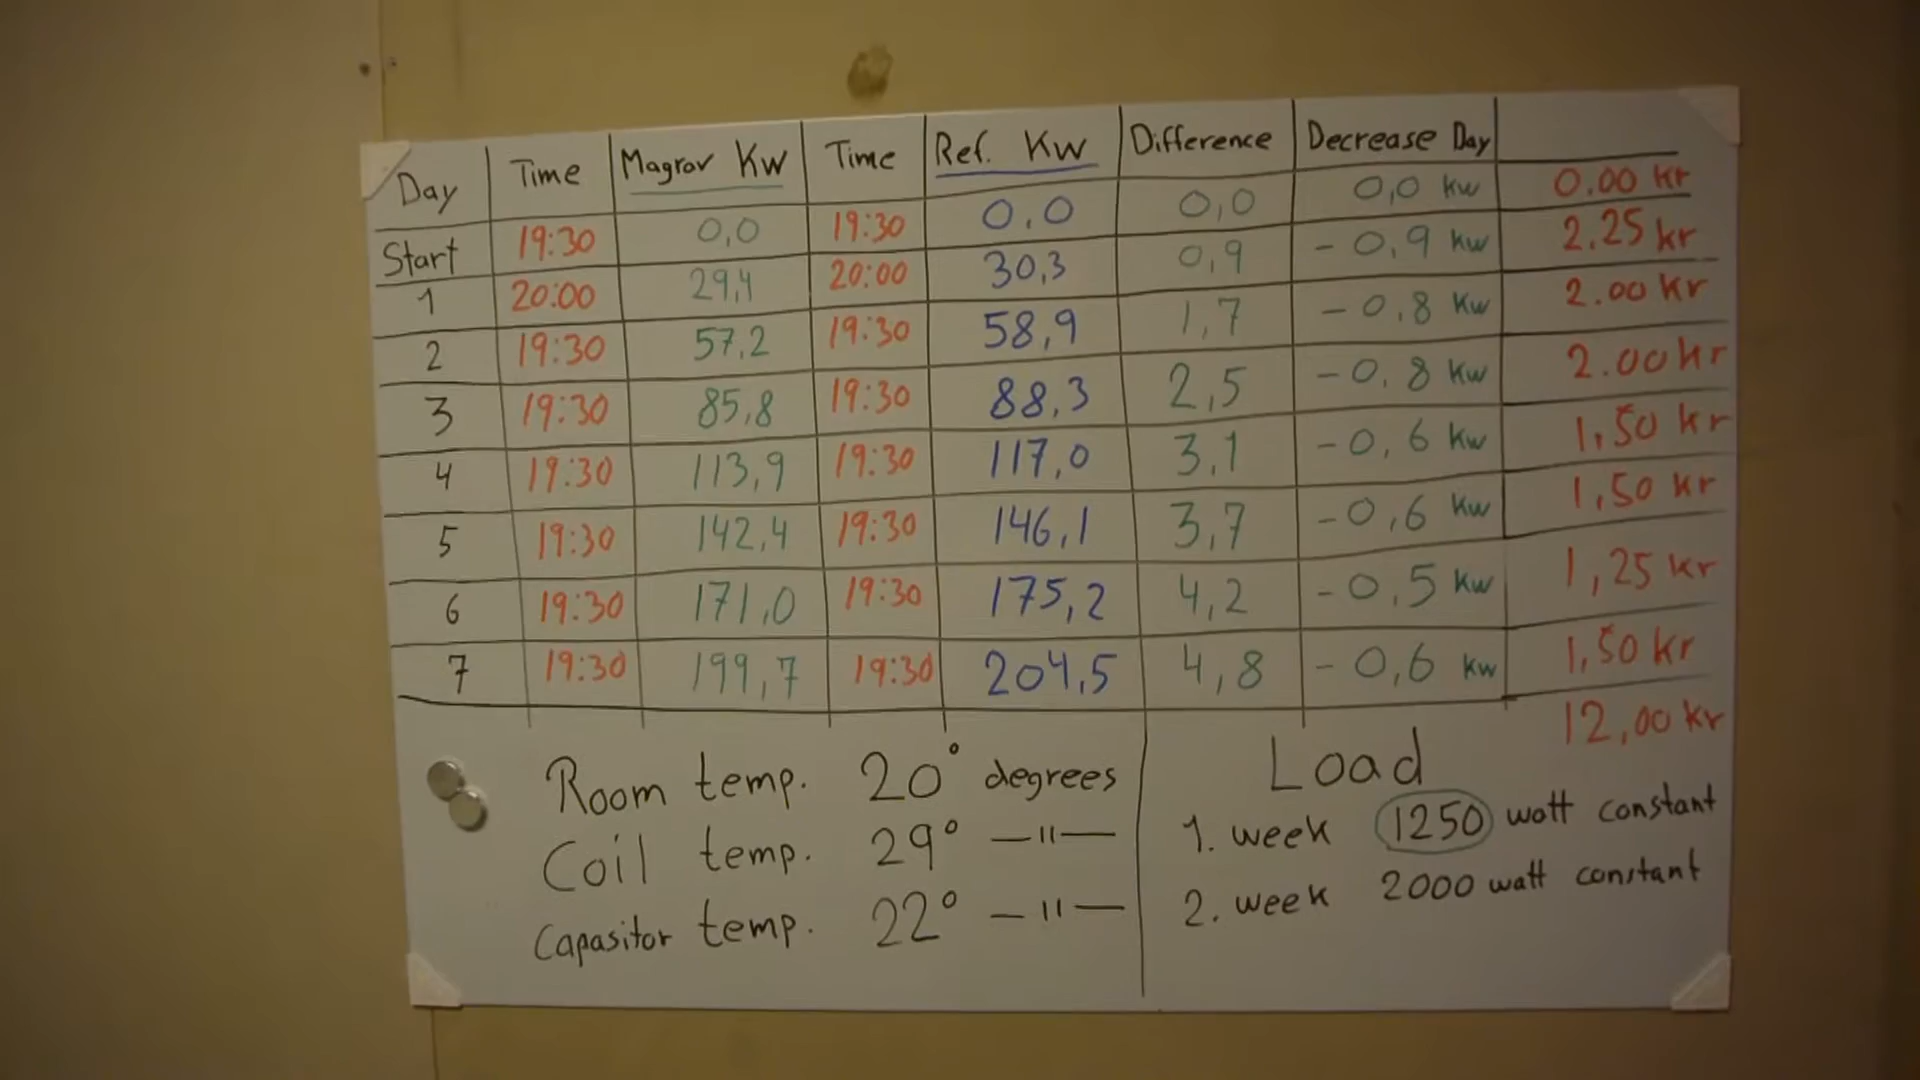 Day Time Magrav Kw Time Ref. Kw Difference Decrease Day
Start 19:30 0,0 19:30 0,0 0,0 0,0 Kw 0.00 kr
1 20:00 29,4 20:00 30,3 0,9 - 0,9 Kw 2.25 kr
2 19:30 57,2 19:30 58,9 1,7 - 0,8 Kw 2.00 kr
3 19:30 85,8 19:30 88,3 2,5 - 0,8 Kw 2.00 kr
4 19:30 113,9 19:30 117,0 3,1 - 0,6 Kw 1,50 kr
5 19:30 142,4 19:30 146,1 3,7 - 0,6 Kw 1,50 kr
6 19:30 171,0 19:30 175,2 4,2 - 0,5 Kw 1,25 kr
7 19:30 199,7 19:30 204,5 4,8 - 0,6 Kw 1,50 kr
12,00 kr
Room temp. 20° degrees
Coil temp. 29° — " —
Capasitor temp. 22° — " —
Load
1. week 1250 watt constant
2. week 2000 watt constant